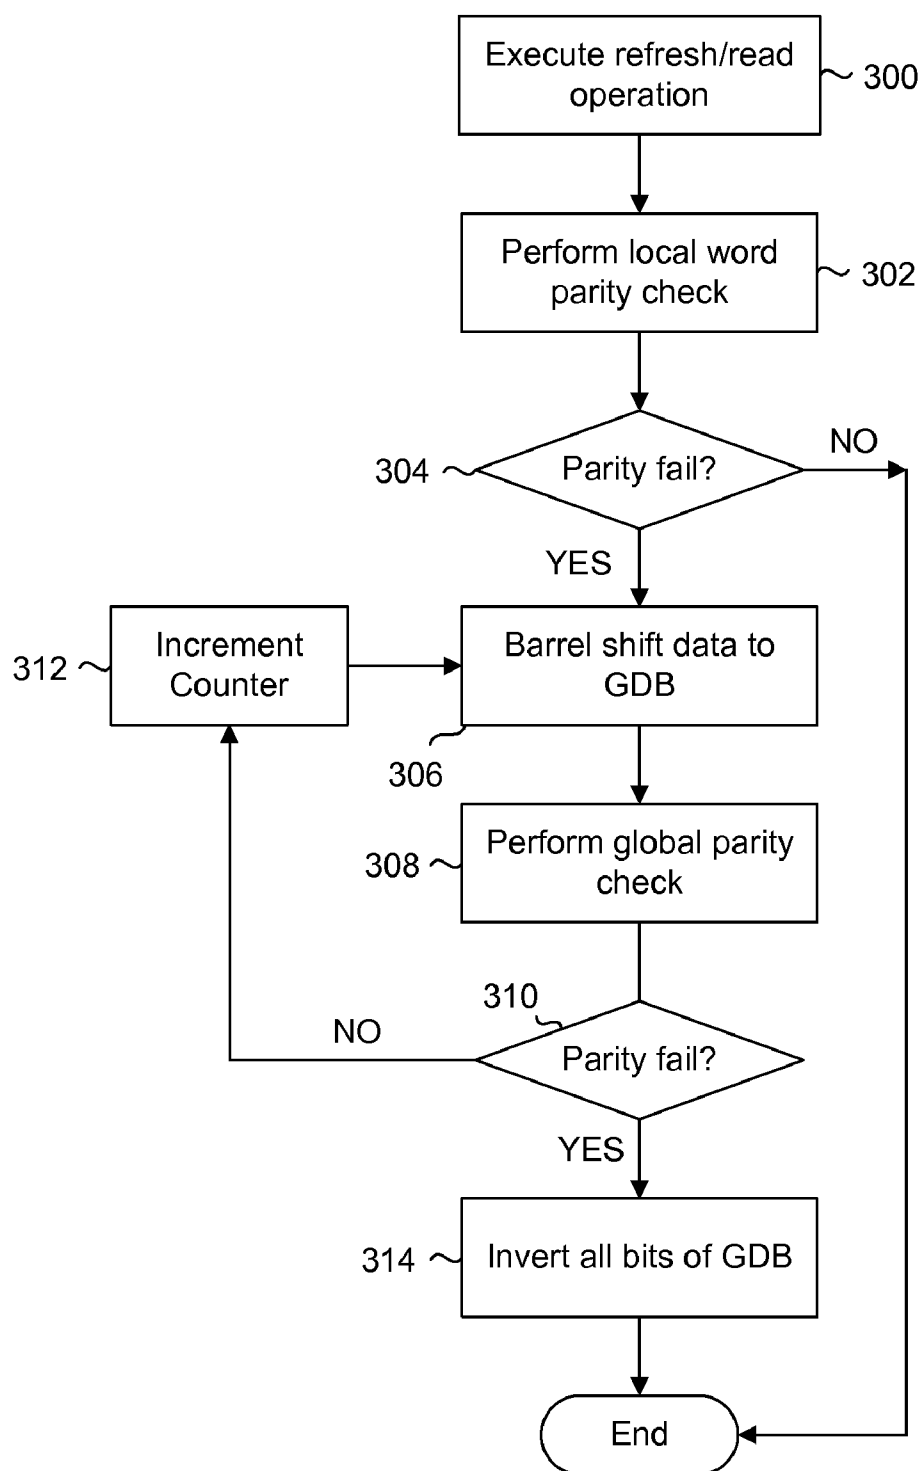 Execute refresh/read
operation
300
Perform local word
parity check
302
304
Parity fail?
NO
YES
312
Increment
Counter
Barrel shift data to
GDB
306
308
Perform global parity
check
310
NO
Parity fail?
YES
314
Invert all bits of GDB
End